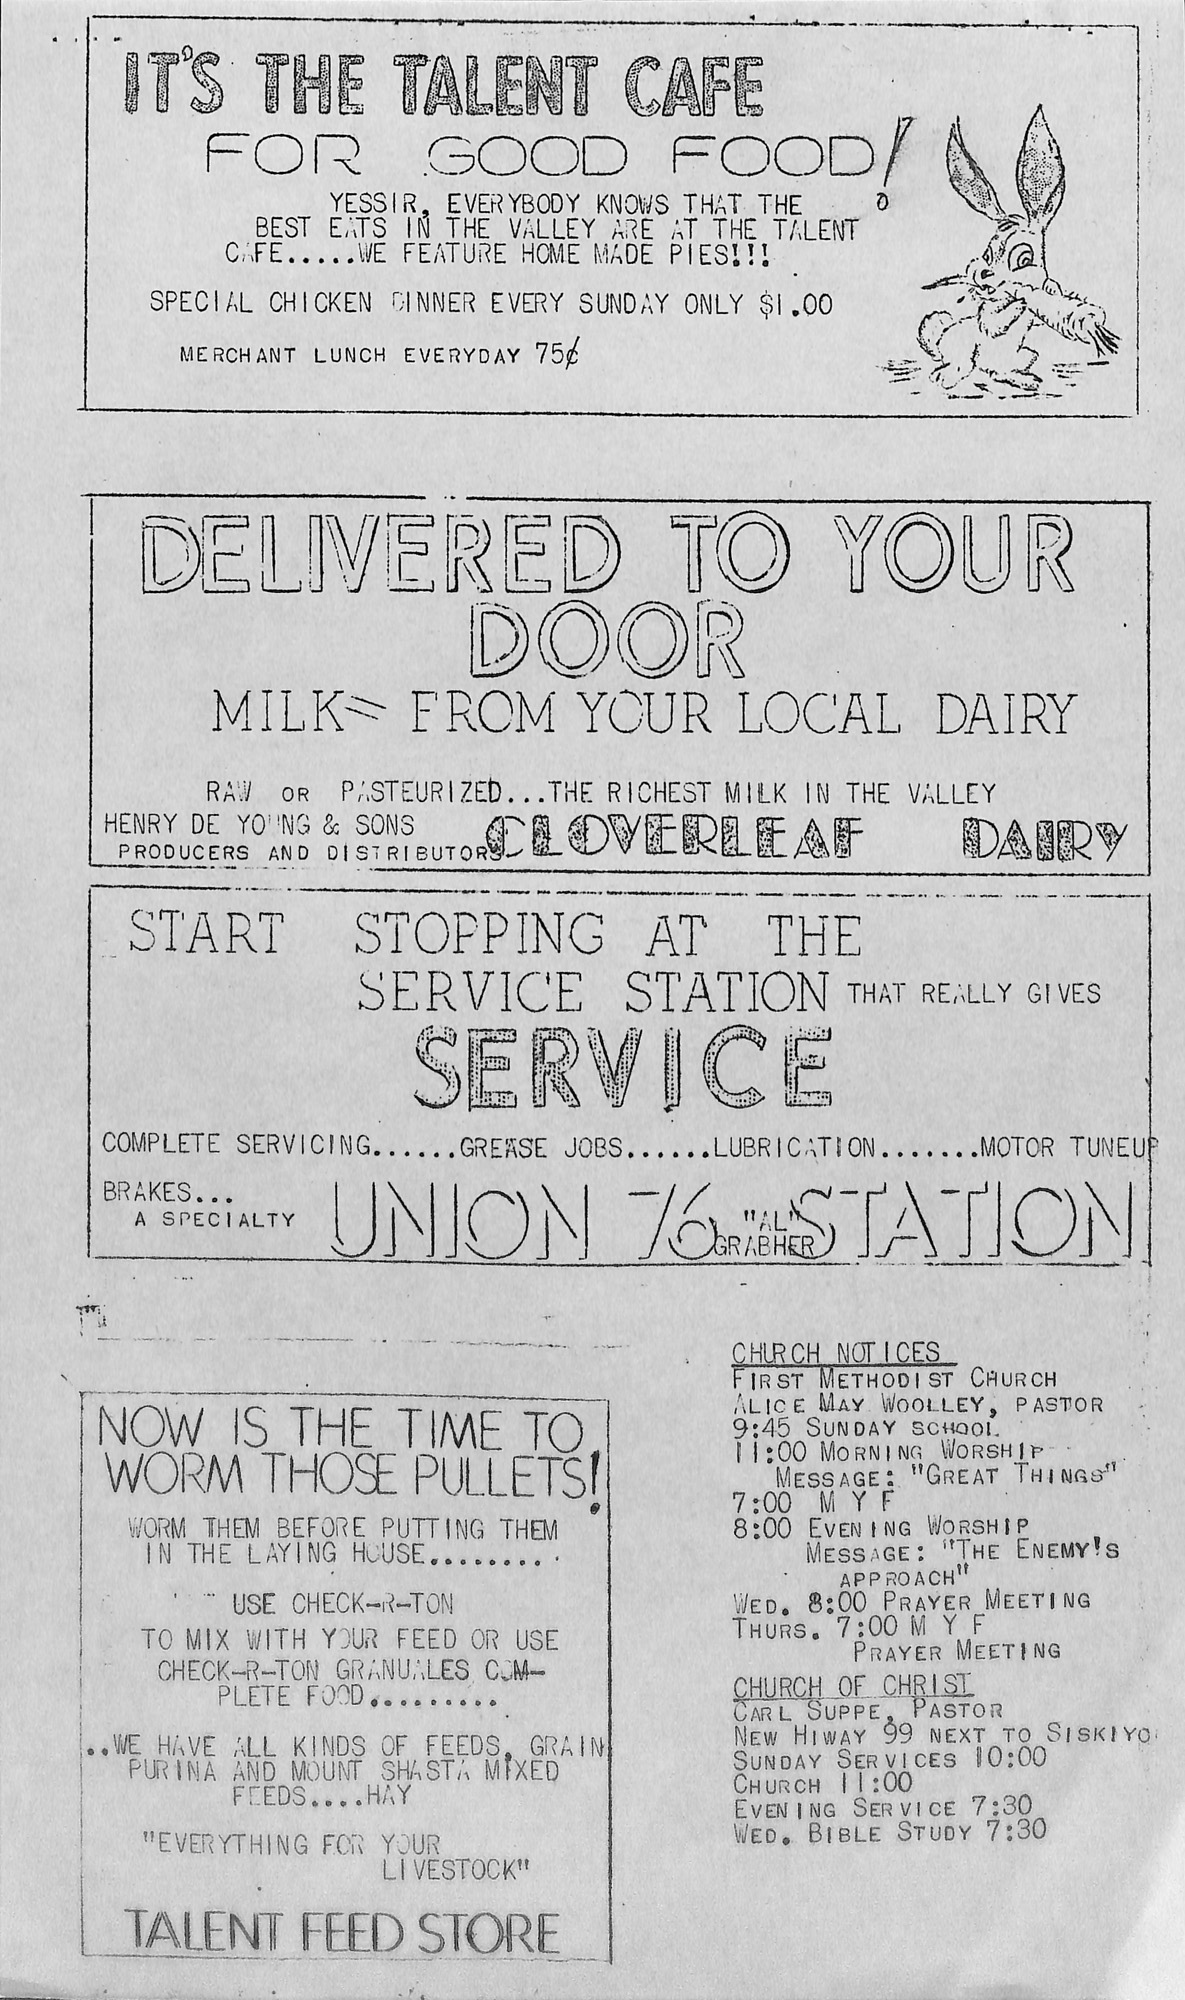 IT'S THE TALENT CAFE
FOR GOOD FOOD!
YESSIR, EVERYBODY KNOWS THAT THE
BEST EATS IN THE VALLEY ARE AT THE TALENT
CAFE.....WE FEATURE HOME MADE PIES!!!
SPECIAL CHICKEN DINNER EVERY SUNDAY ONLY $1.00
MERCHANT LUNCH EVERYDAY 75¢
DELIVERED TO YOUR
DOOR
MILK= FROM YOUR LOCAL DAIRY
RAW OR PASTEURIZED...THE RICHEST MILK IN THE VALLEY
HENRY DE YOUNG & SONS
PRODUCERS AND DISTRIBUTORS
CLOVERLEAF DAIRY
START STOPPING AT THE
SERVICE STATION THAT REALLY GIVES
SERVICE
COMPLETE SERVICING......GREASE JOBS......LUBRICATION.......MOTOR TUNEUP
BRAKES...
A SPECIALTY
UNION 76 "AL" GRABHER STATION
NOW IS THE TIME TO
WORM THOSE PULLETS!
WORM THEM BEFORE PUTTING THEM
IN THE LAYING HOUSE.........
USE CHECK-R-TON
TO MIX WITH YOUR FEED OR USE
CHECK-R-TON GRANUALES COM-
PLETE FOOD.........
..WE HAVE ALL KINDS OF FEEDS, GRAIN
PURINA AND MOUNT SHASTA MIXED
FEEDS....HAY
"EVERYTHING FOR YOUR
LIVESTOCK"
TALENT FEED STORE
CHURCH NOTICES
FIRST METHODIST CHURCH
ALICE MAY WOOLLEY, PASTOR
9:45 SUNDAY SCHOOL
11:00 MORNING WORSHIP
MESSAGE: "GREAT THINGS"
7:00 M Y F
8:00 EVENING WORSHIP
MESSAGE: "THE ENEMY'S
APPROACH"
WED. 8:00 PRAYER MEETING
THURS. 7:00 M Y F
PRAYER MEETING
CHURCH OF CHRIST
CARL SUPPE, PASTOR
NEW HIWAY 99 NEXT TO SISKIYO
SUNDAY SERVICES 10:00
CHURCH 11:00
EVENING SERVICE 7:30
WED. BIBLE STUDY 7:30